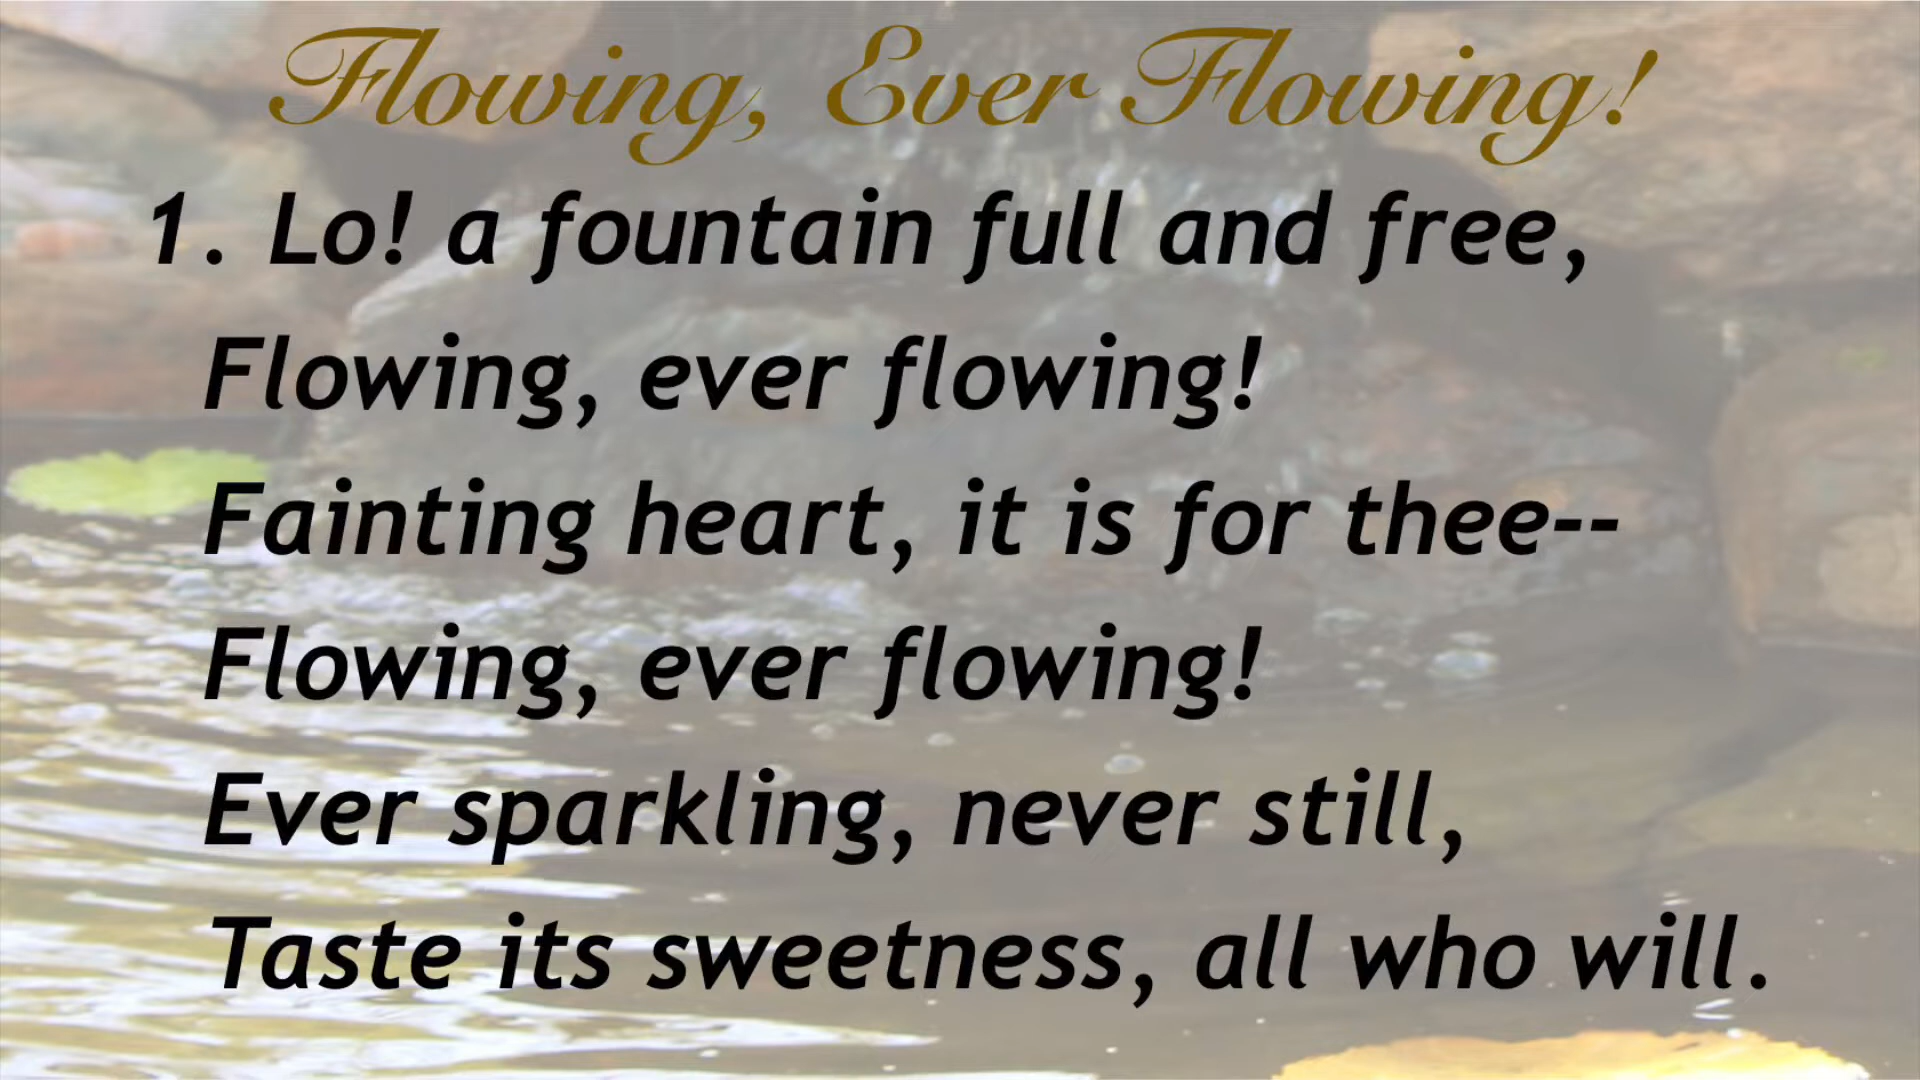 Flowing, Ever Flowing!
1. Lo! a fountain full and free,
Flowing, ever flowing!
Fainting heart, it is for thee--
Flowing, ever flowing!
Ever sparkling, never still,
Taste its sweetness, all who will.